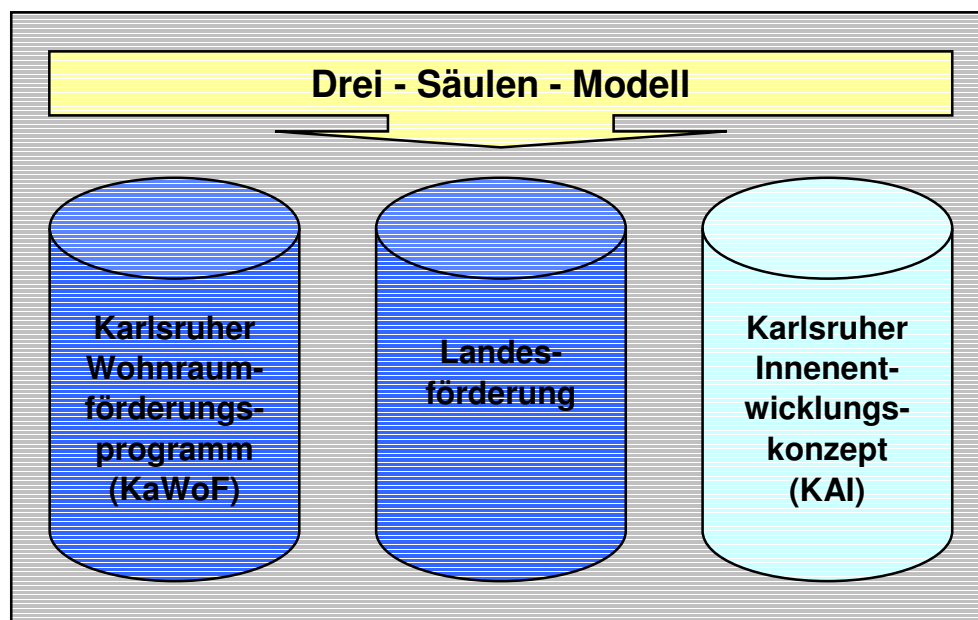 Drei - Säulen - Modell
Karlsruher
Wohnraum-
förderungs-
programm
(KaWoF)
Landes-
förderung
Karlsruher
Innenent-
wicklungs-
konzept
(KAI)